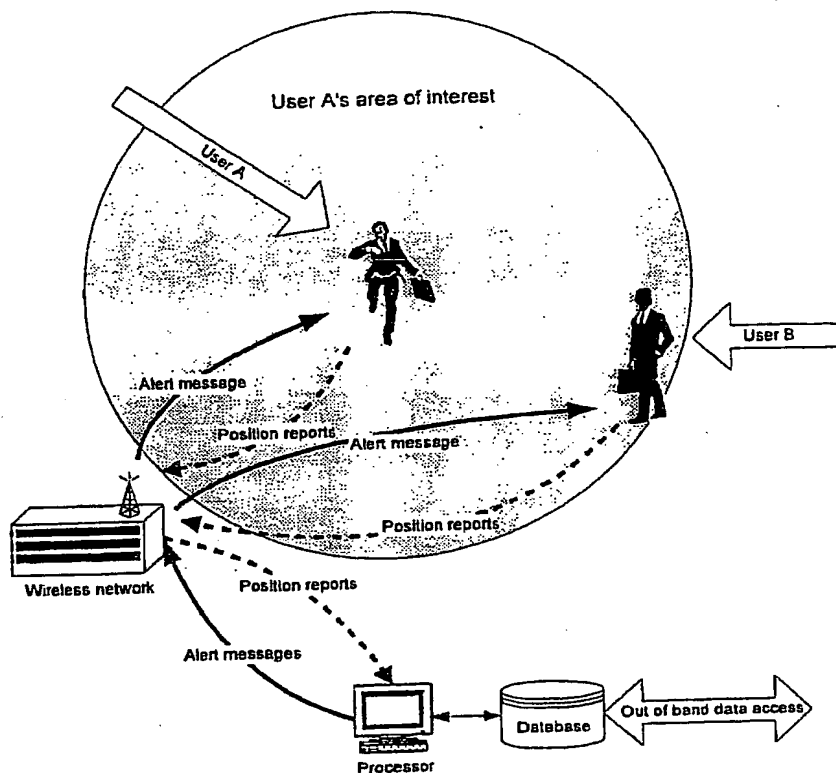 User A's area of interest
User A
User B
Alert message
Position reports
Alert message
Position reports
Wireless network
Position reports
Alert messages
Database
Out of band data access
Processor